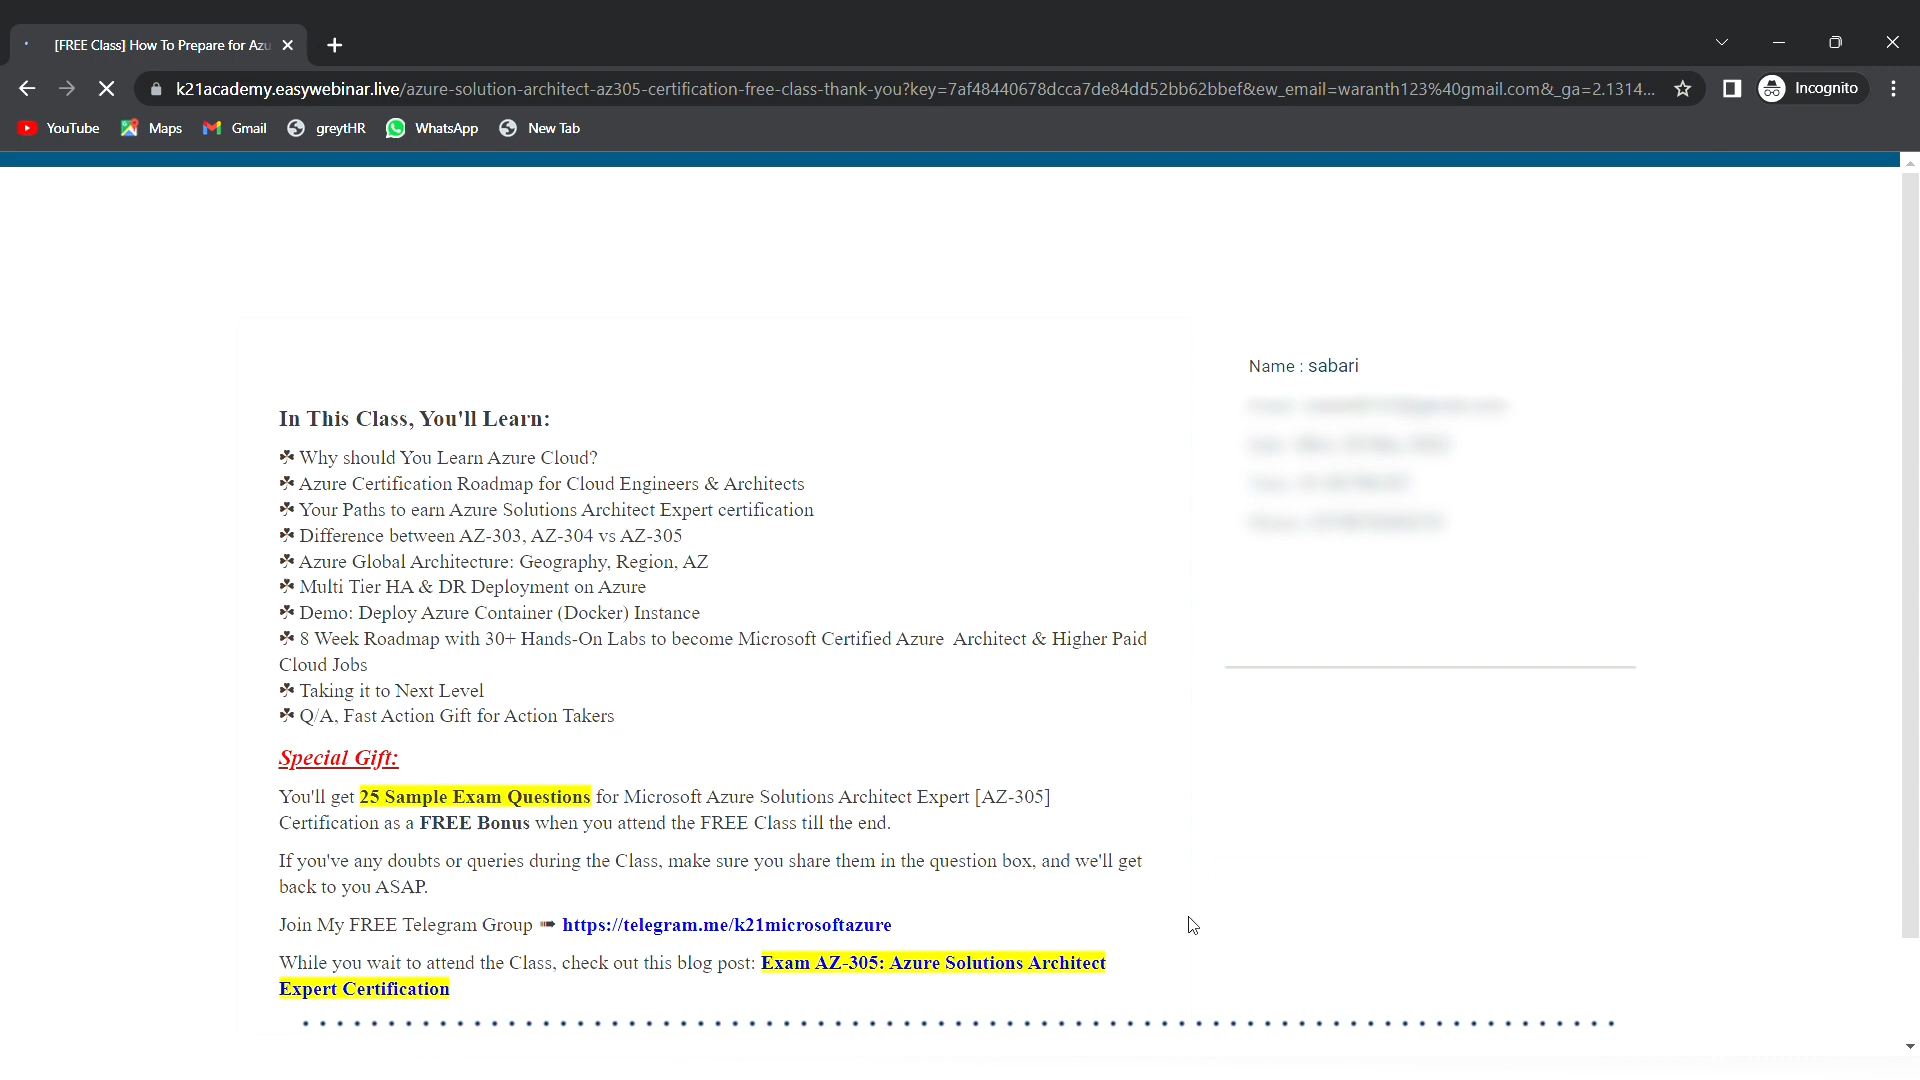 [FREE Class] How To Prepare for Azu
k21academy.easywebinar.live/azure-solution-architect-az305-certification-free-class-thank-you?key=7af48440678dcca7de84dd52bb62bbef&ew_email=waranth123%40gmail.com&_ga=2.1314...
Incognito
YouTube Maps Gmail greytHR WhatsApp New Tab
Name : sabari
In This Class, You'll Learn:
☘ Why should You Learn Azure Cloud?
☘ Azure Certification Roadmap for Cloud Engineers & Architects
☘ Your Paths to earn Azure Solutions Architect Expert certification
☘ Difference between AZ-303, AZ-304 vs AZ-305
☘ Azure Global Architecture: Geography, Region, AZ
☘ Multi Tier HA & DR Deployment on Azure
☘ Demo: Deploy Azure Container (Docker) Instance
☘ 8 Week Roadmap with 30+ Hands-On Labs to become Microsoft Certified Azure Architect & Higher Paid
Cloud Jobs
☘ Taking it to Next Level
☘ Q/A, Fast Action Gift for Action Takers
Special Gift:
You'll get 25 Sample Exam Questions for Microsoft Azure Solutions Architect Expert [AZ-305]
Certification as a FREE Bonus when you attend the FREE Class till the end.
If you've any doubts or queries during the Class, make sure you share them in the question box, and we'll get
back to you ASAP.
Join My FREE Telegram Group ➠ https://telegram.me/k21microsoftazure
While you wait to attend the Class, check out this blog post: Exam AZ-305: Azure Solutions Architect
Expert Certification